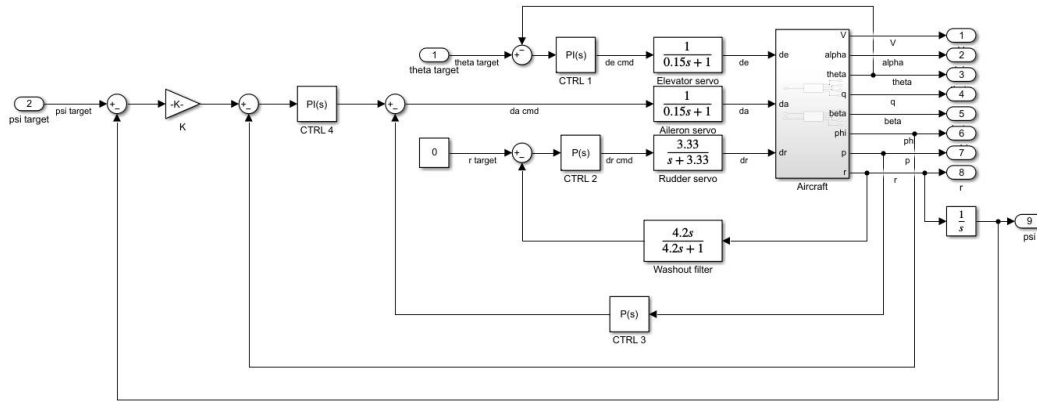 V
1
V
1
theta target
theta target
PI(s)
CTRL 1
de cmd
1
0.15s + 1
Elevator servo
de
de
alpha
2
alpha
theta
3
theta
2
psi target
psi target
-K-
K
PI(s)
CTRL 4
da cmd
1
0.15s + 1
Aileron servo
da
da
q
4
q
beta
5
beta
phi
6
ph
0
r target
P(s)
CTRL 2
dr cmd
3.33
s + 3.33
Rudder servo
dr
dr
p
7
p
r
8
r
r
Aircraft
4.2s
4.2s + 1
Washout filter
1
s
9
psi
P(s)
CTRL 3